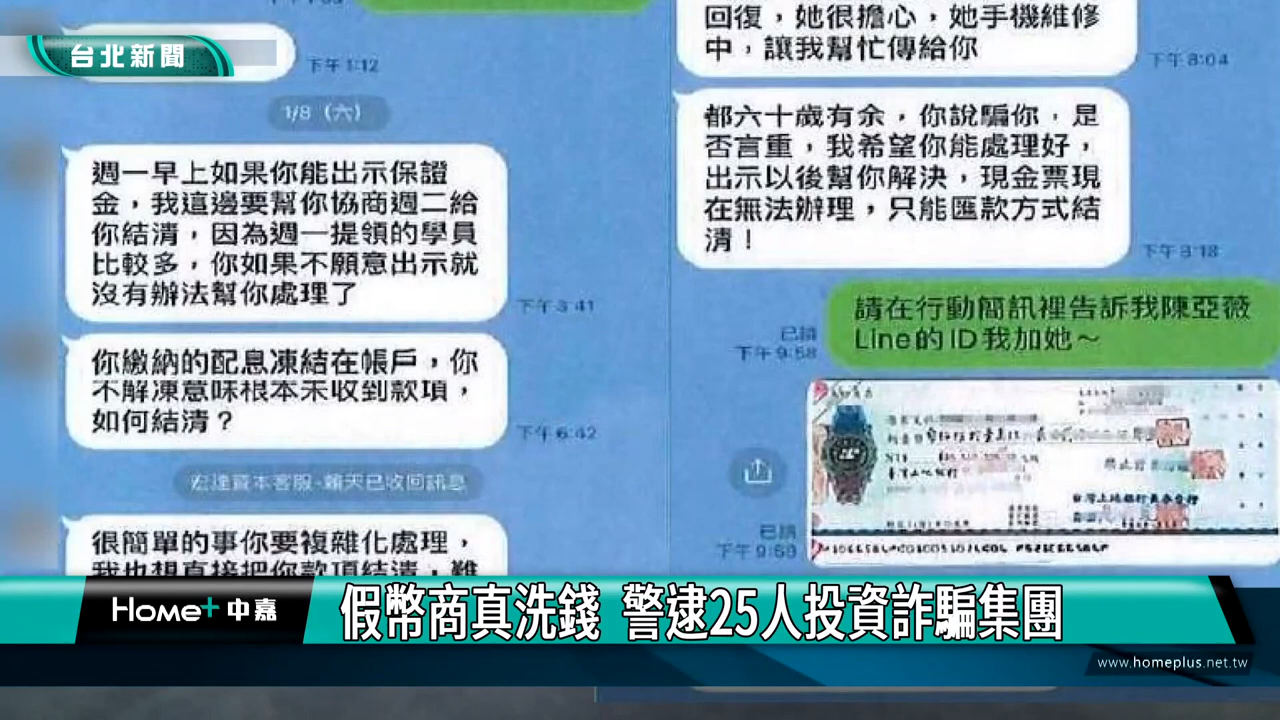 台北新聞
下午1:12
1/8（六）
週一早上如果你能出示保證
金，我這邊要幫你協商週二給
你結清，因為週一提領的學員
比較多，你如果不願意出示就
沒有辦法幫你處理了
下午3:41
你繳納的配息凍結在帳戶，你
不解凍意味根本未收到款項，
如何結清？
下午6:42
宏達資本客服-賴天已收回訊息
很簡單的事你要複雜化處理，
我也想直接把你款項結清，難
回復，她很擔心，她手機維修
中，讓我幫忙傳給你
下午8:04
都六十歲有余，你說騙你，是
否言重，我希望你能處理好，
出示以後幫你解決，現金票現
在無法辦理，只能匯款方式結
清！
下午8:18
請在行動簡訊裡告訴我陳亞薇
Line的ID我加她～
已讀
下午9:58
已讀
下午9:58
Home+中嘉
假幣商真洗錢 警逮25人投資詐騙集團
www.homeplus.net.tw